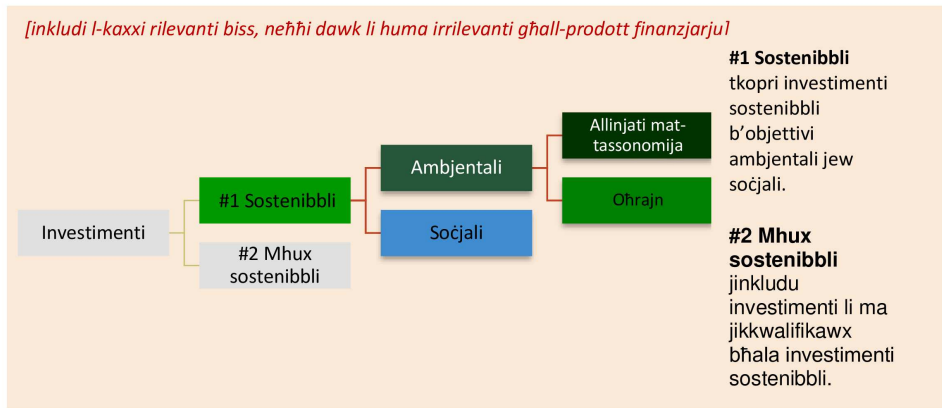 [inkludi l-kaxxi rilevanti biss, neħħi dawk li huma irrilevanti għall-prodott finanzjarju]
Investimenti
#1 Sostenibbli
#2 Mhux
sostenibbli
Ambjentali
Soċjali
Allinjati mat-
tassonomija
Oħrajn
#1 Sostenibbli
tkopri investimenti
sostenibbli
b’objettivi
ambjentali jew
soċjali.
#2 Mhux
sostenibbli
jinkludu
investimenti li ma
jikkwalifikawx
bħala investimenti
sostenibbli.